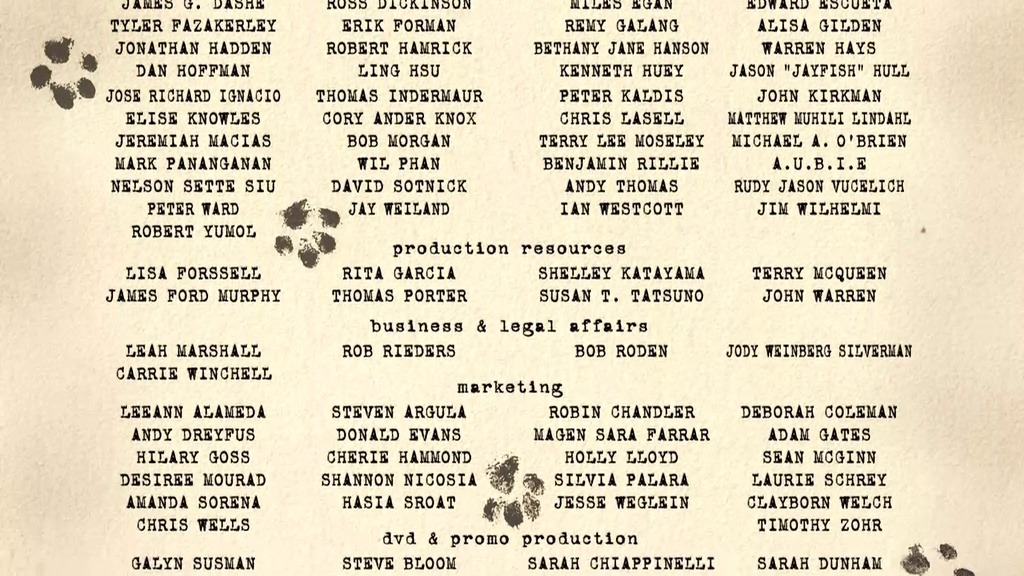 JAMES G. DASHE ROSS DICKINSON MILES EGAN EDWARD ESCUETA
TYLER FAZAKERLEY ERIK FORMAN REMY GALANG ALISA GILDEN
JONATHAN HADDEN ROBERT HAMRICK BETHANY JANE HANSON WARREN HAYS
DAN HOFFMAN LING HSU KENNETH HUEY JASON "JAYFISH" HULL
JOSE RICHARD IGNACIO THOMAS INDERMAUR PETER KALDIS JOHN KIRKMAN
ELISE KNOWLES CORY ANDER KNOX CHRIS LASELL MATTHEW MUHILI LINDAHL
JEREMIAH MACIAS BOB MORGAN TERRY LEE MOSELEY MICHAEL A. O'BRIEN
MARK PANANGANAN WIL PHAN BENJAMIN RILLIE A.U.B.I.E
NELSON SETTE SIU DAVID SOTNICK ANDY THOMAS RUDY JASON VUCELICH
PETER WARD JAY WEILAND IAN WESTCOTT JIM WILHELMI
ROBERT YUMOL
production resources
LISA FORSSELL RITA GARCIA SHELLEY KATAYAMA TERRY MCQUEEN
JAMES FORD MURPHY THOMAS PORTER SUSAN T. TATSUNO JOHN WARREN
business & legal affairs
LEAH MARSHALL ROB RIEDERS BOB RODEN JODY WEINBERG SILVERMAN
CARRIE WINCHELL
marketing
LEEANN ALAMEDA STEVEN ARGULA ROBIN CHANDLER DEBORAH COLEMAN
ANDY DREYFUS DONALD EVANS MAGEN SARA FARRAR ADAM GATES
HILARY GOSS CHERIE HAMMOND HOLLY LLOYD SEAN MCGINN
DESIREE MOURAD SHANNON NICOSIA SILVIA PALARA LAURIE SCHREY
AMANDA SORENA HASIA SROAT JESSE WEGLEIN CLAYBORN WELCH
CHRIS WELLS TIMOTHY ZOHR
dvd & promo production
GALYN SUSMAN STEVE BLOOM SARAH CHIAPPINELLI SARAH DUNHAM